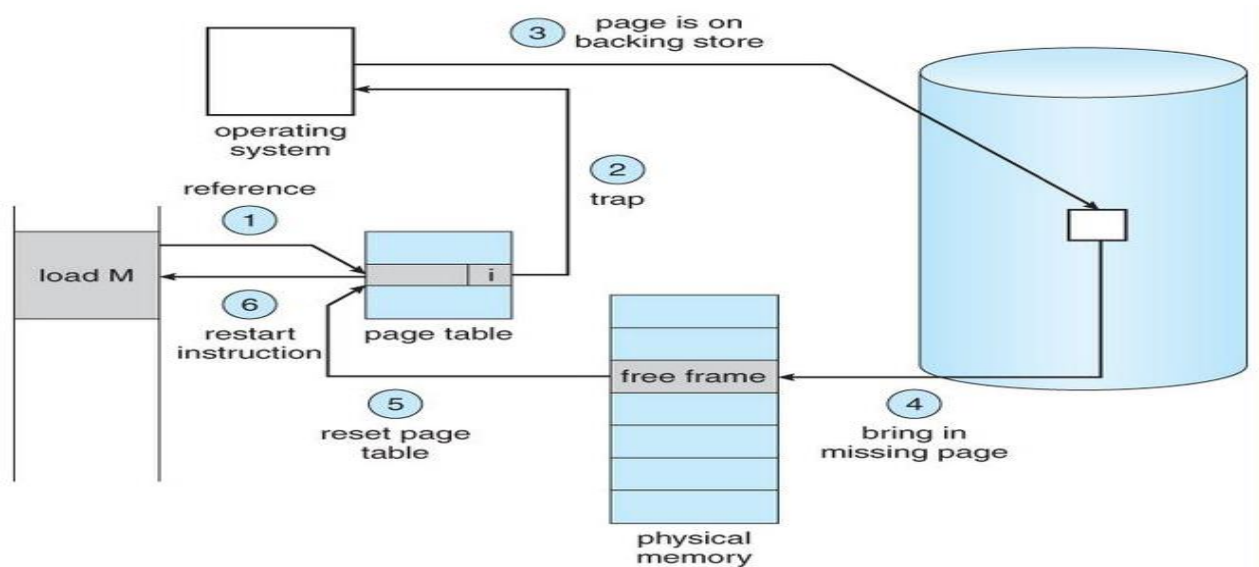 3
page is on
backing store
operating
system
2
trap
reference
1
load M
i
6
restart
instruction
page table
free frame
5
reset page
table
4
bring in
missing page
physical
memory